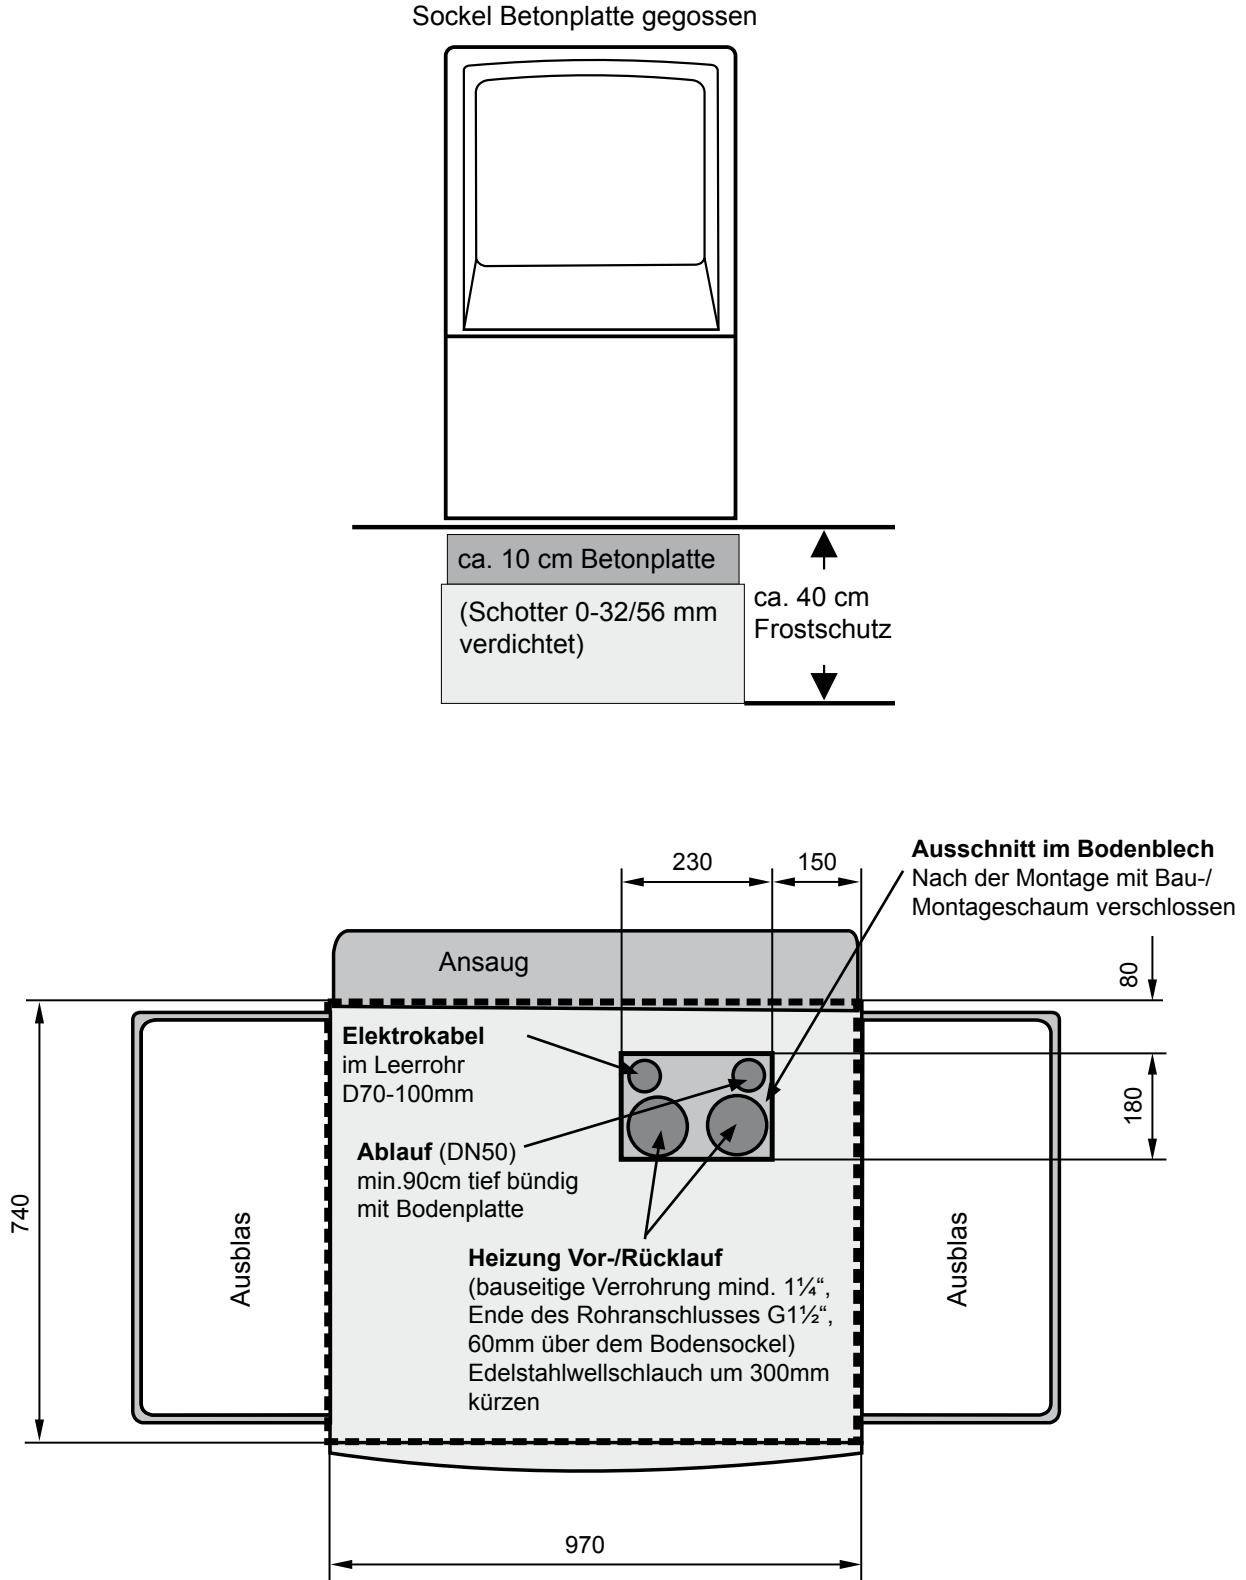 Sockel Betonplatte gegossen
ca. 10 cm Betonplatte
(Schotter 0-32/56 mm
verdichtet)
ca. 40 cm
Frostschutz
230
150
Ausschnitt im Bodenblech
Nach der Montage mit Bau-/
Montageschaum verschlossen
Ansaug
80
Elektrokabel
im Leerrohr
D70-100mm
180
Ablauf (DN50)
min.90cm tief bündig
mit Bodenplatte
740
Ausblas
Ausblas
Heizung Vor-/Rücklauf
(bauseitige Verrohrung mind. 1¼“,
Ende des Rohranschlusses G1½“,
60mm über dem Bodensockel)
Edelstahlwellschlauch um 300mm
kürzen
970